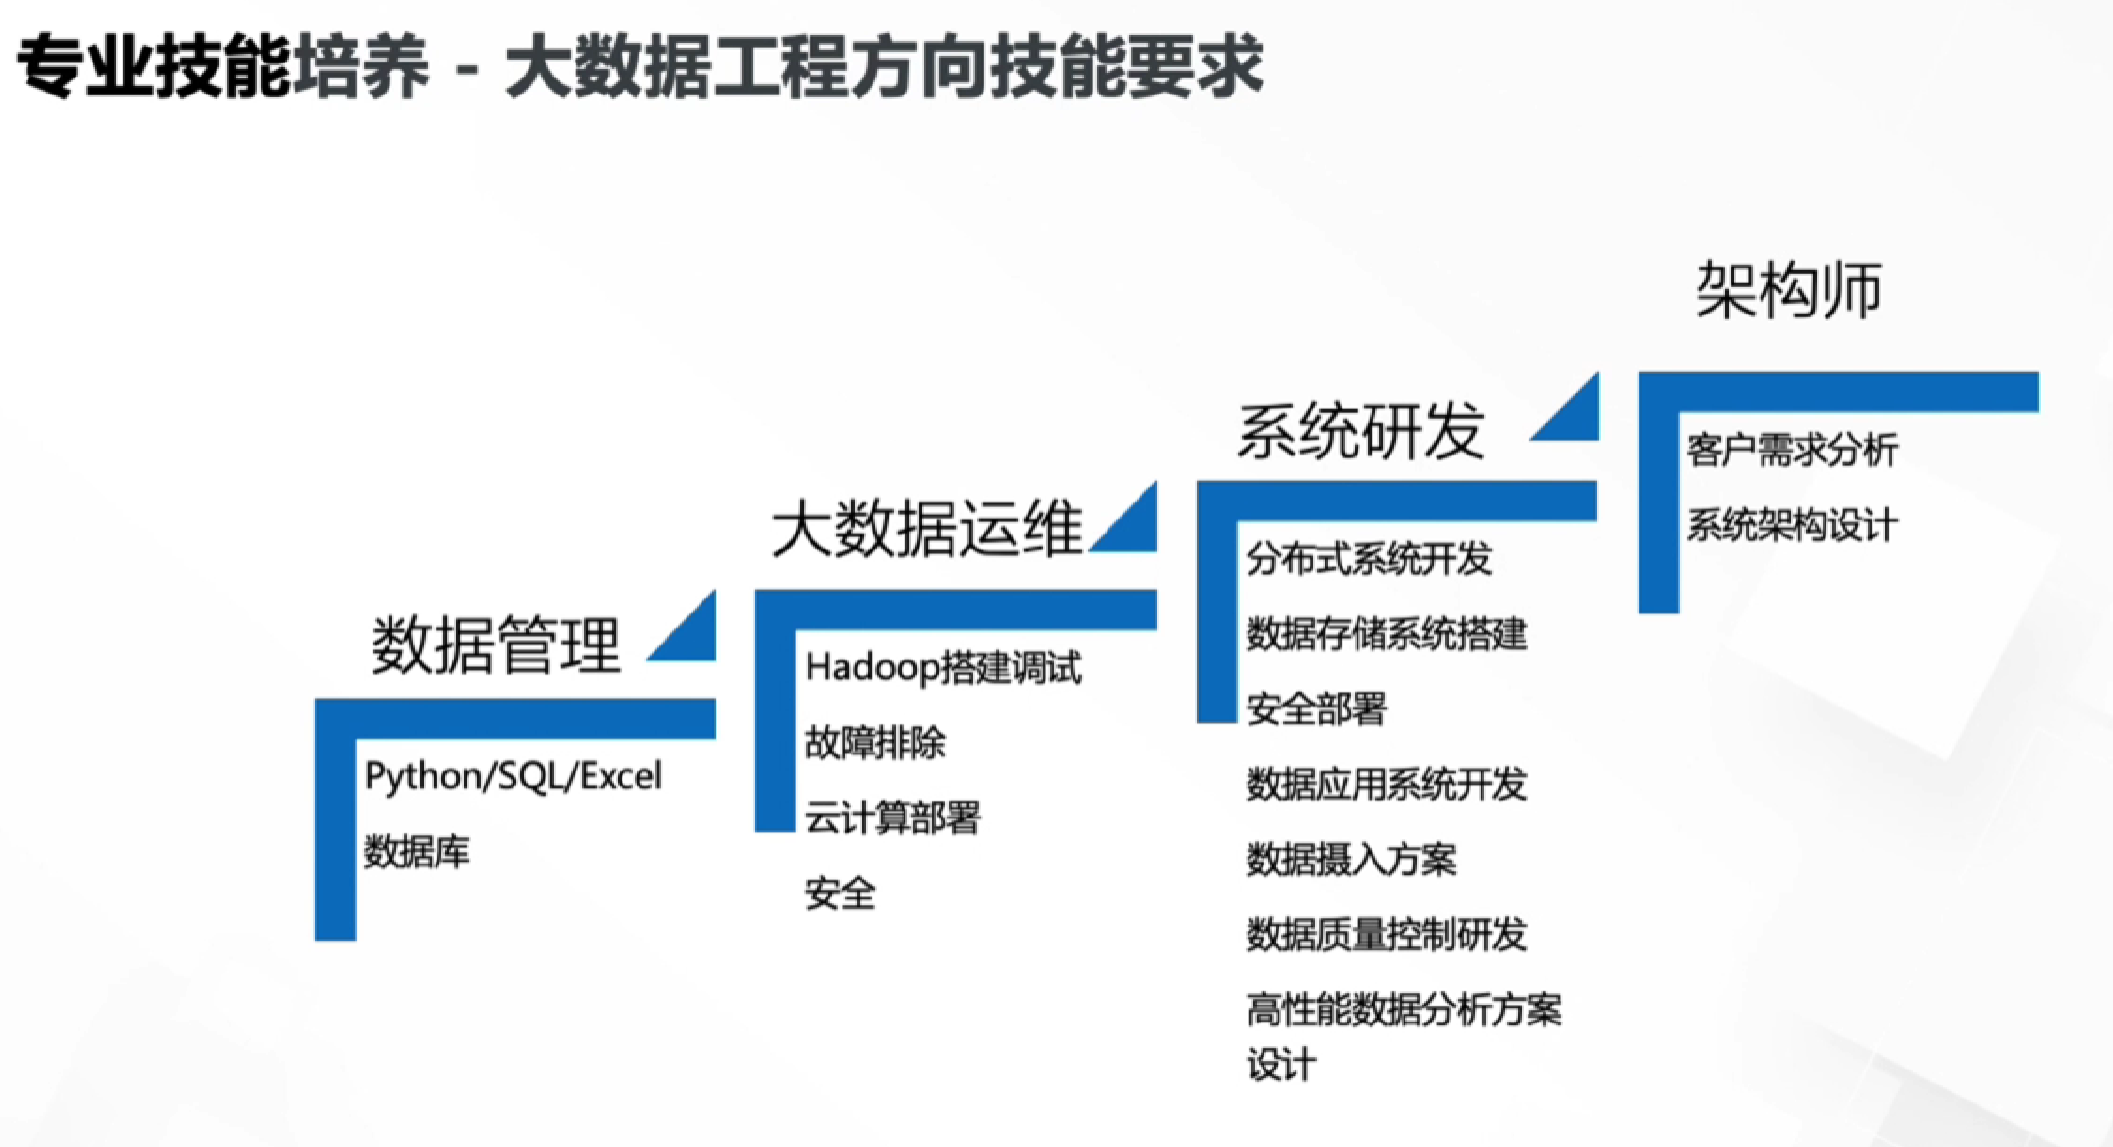 专业技能培养 - 大数据工程方向技能要求
数据管理
Python/SQL/Excel
数据库
大数据运维
Hadoop搭建调试
故障排除
云计算部署
安全
系统研发
分布式系统开发
数据存储系统搭建
安全部署
数据应用系统开发
数据摄入方案
数据质量控制研发
高性能数据分析方案
设计
架构师
客户需求分析
系统架构设计